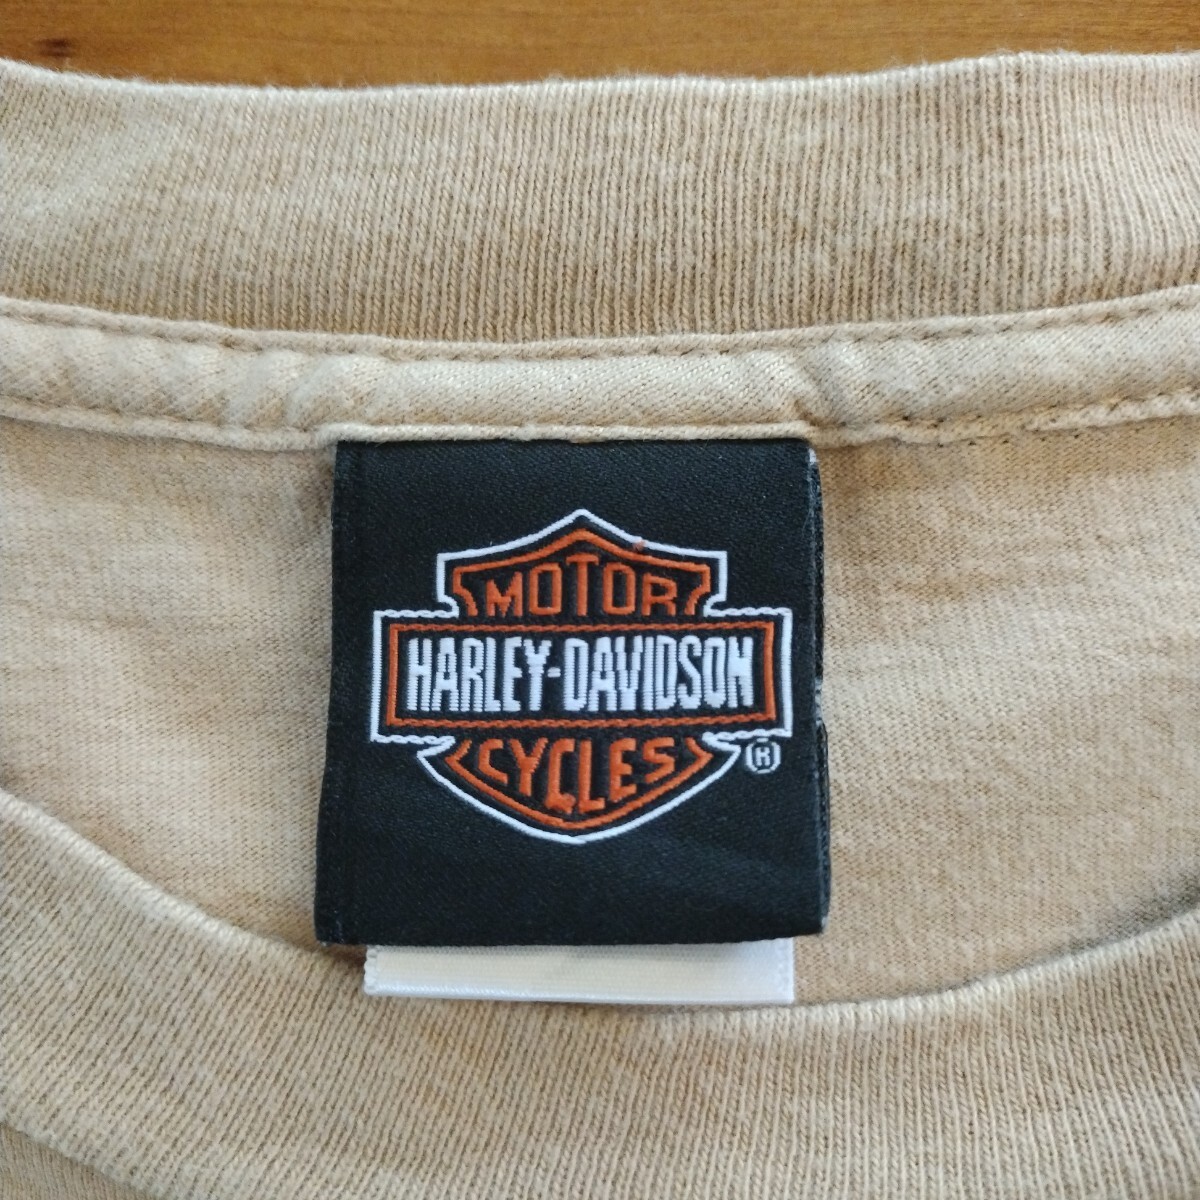 MOTOR
HARLEY-DAVIDSON
CYCLES
®